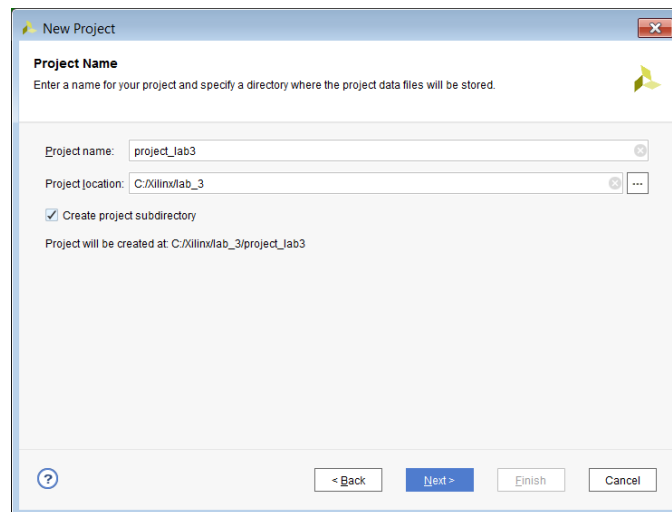 New Project
Project Name
Enter a name for your project and specify a directory where the project data files will be stored.
Project name: project_lab3
Project location: C:/Xilinx/lab_3 ...
Create project subdirectory
Project will be created at: C:/Xilinx/lab_3/project_lab3
? < Back Next > Finish Cancel